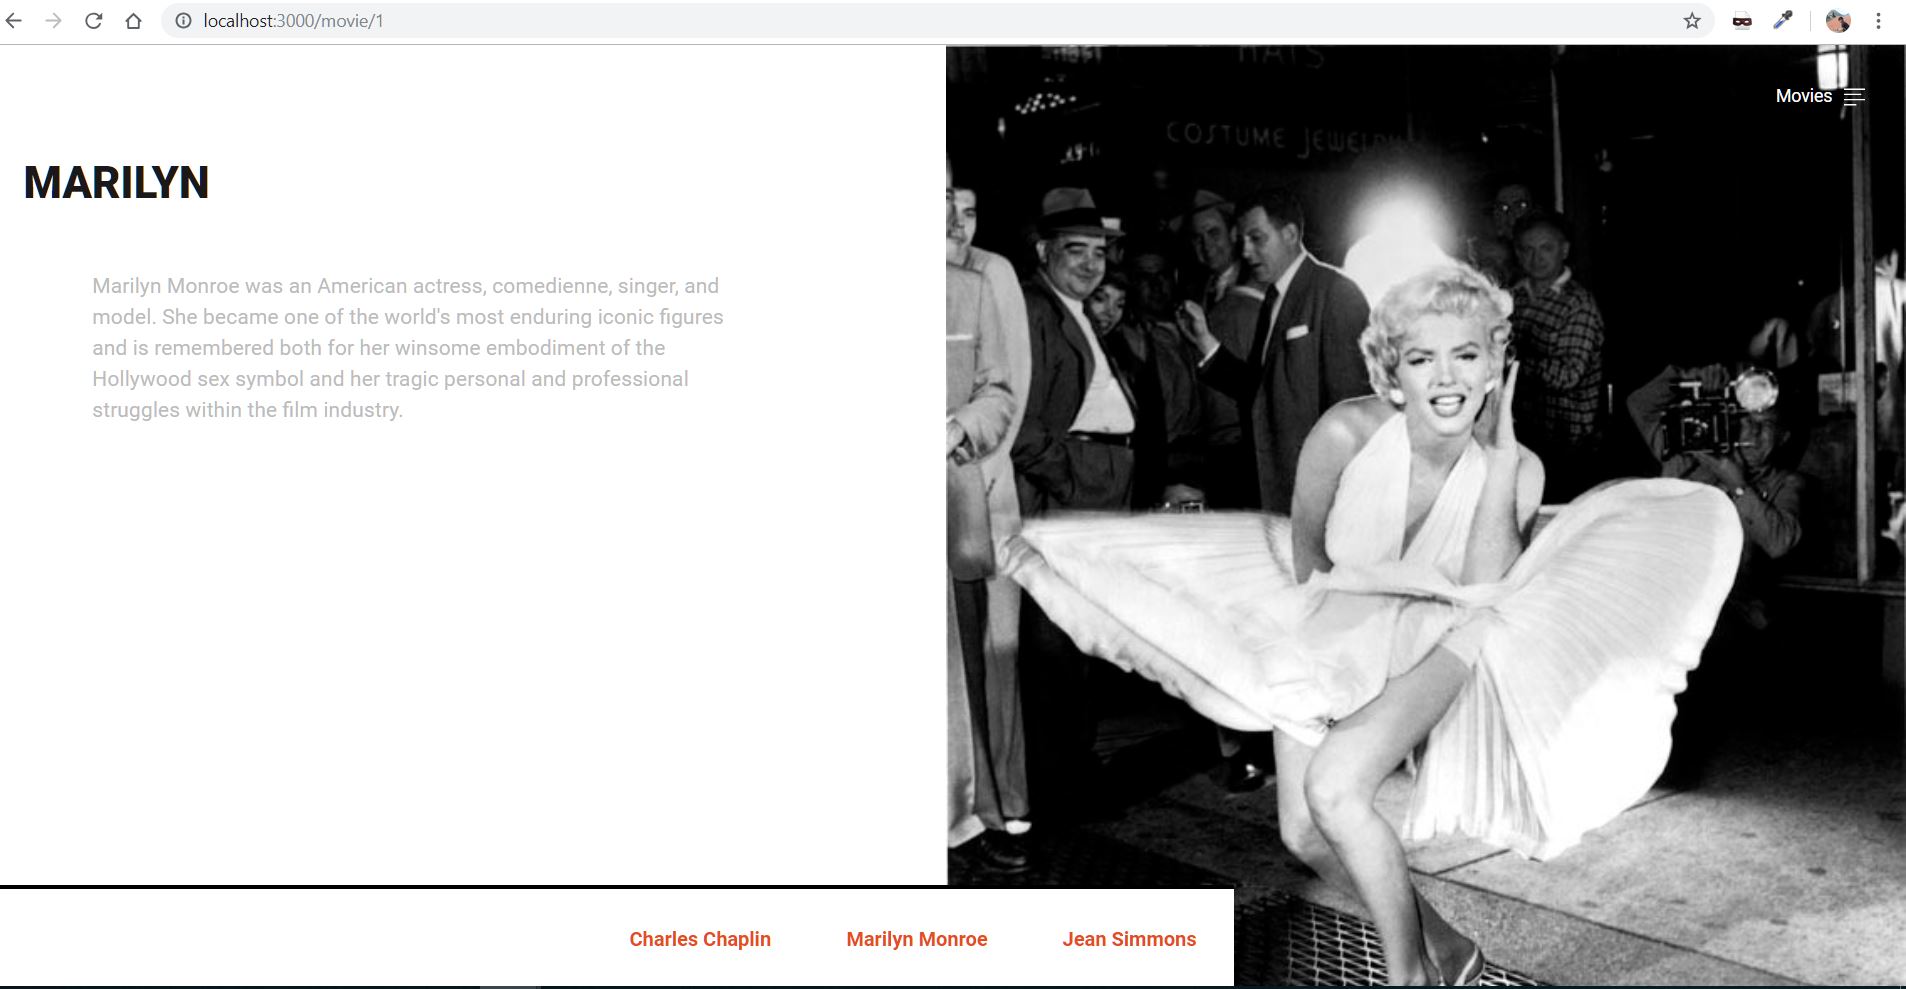 localhost:3000/movie/1
HATS
COSTUME JEWELRY
Movies
MARILYN
Marilyn Monroe was an American actress, comedienne, singer, and
model. She became one of the world's most enduring iconic figures
and is remembered both for her winsome embodiment of the
Hollywood sex symbol and her tragic personal and professional
struggles within the film industry.
Charles Chaplin
Marilyn Monroe
Jean Simmons